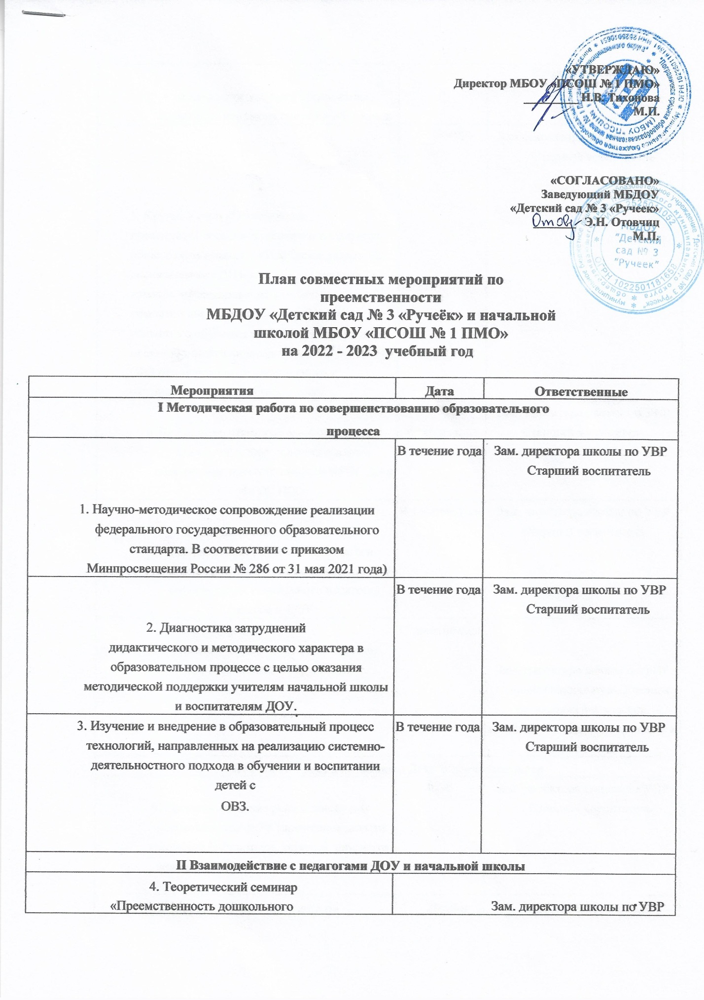 «УТВЕРЖДАЮ»
Директор МБОУ «ПСОШ № 1 ПМО»
Н.В. Тихонова
М.П.
«СОГЛАСОВАНО»
Заведующий МБДОУ
«Детский сад № 3 «Ручеек»
Э.Н. Отовчиц
М.П.
МБДОУ
"Детский
сад № 3
"Ручеек"
План совместных мероприятий по
преемственности
МБДОУ «Детский сад № 3 «Ручеёк» и начальной
школой МБОУ «ПСОШ № 1 ПМО»
на 2022 - 2023 учебный год
Мероприятия Дата Ответственные
I Методическая работа по совершенствованию образовательного
процесса
В течение года Зам. директора школы по УВР
Старший воспитатель
1. Научно-методическое сопровождение реализации
федерального государственного образовательного
стандарта. В соответствии с приказом
Минпросвещения России № 286 от 31 мая 2021 года)
В течение года Зам. директора школы по УВР
Старший воспитатель
2. Диагностика затруднений
дидактического и методического характера в
образовательном процессе с целью оказания
методической поддержки учителям начальной школы
и воспитателям ДОУ.
3. Изучение и внедрение в образовательный процесс В течение года Зам. директора школы по УВР
технологий, направленных на реализацию системно- Старший воспитатель
деятельностного подхода в обучении и воспитании
детей с
ОВЗ.
II Взаимодействие с педагогами ДОУ и начальной школы
4. Теоретический семинар
«Преемственность дошкольного Зам. директора школы по УВР